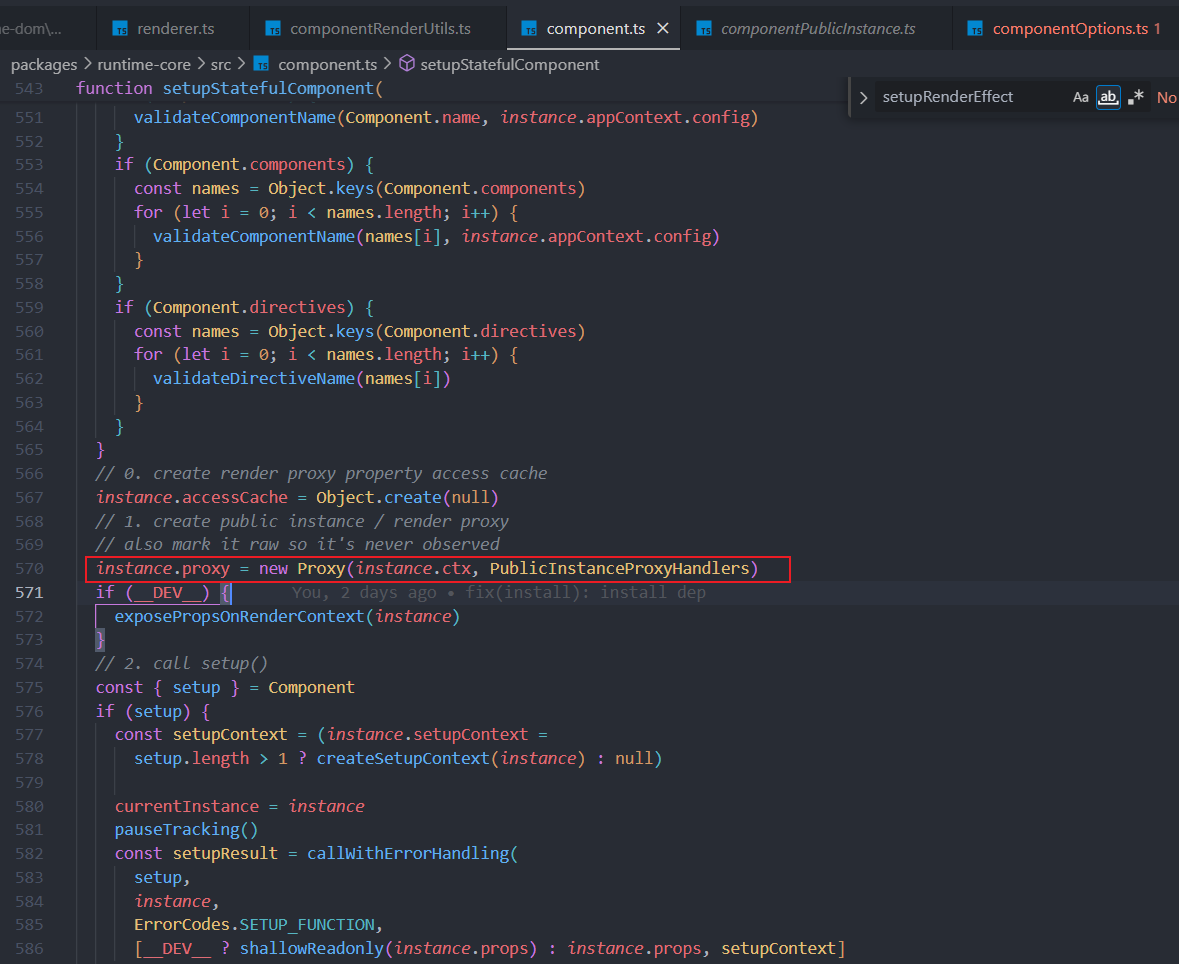 e-dom\... TS renderer.ts TS componentRenderUtils.ts TS component.ts TS componentPublicInstance.ts TS componentOptions.ts 1
packages > runtime-core > src > TS component.ts > setupStatefulComponent
543 function setupStatefulComponent(
> setupRenderEffect Aa ab .* No
551 validateComponentName(Component.name, instance.appContext.config)
552 }
553 if (Component.components) {
554 const names = Object.keys(Component.components)
555 for (let i = 0; i < names.length; i++) {
556 validateComponentName(names[i], instance.appContext.config)
557 }
558 }
559 if (Component.directives) {
560 const names = Object.keys(Component.directives)
561 for (let i = 0; i < names.length; i++) {
562 validateDirectiveName(names[i])
563 }
564 }
565 }
566 // 0. create render proxy property access cache
567 instance.accessCache = Object.create(null)
568 // 1. create public instance / render proxy
569 // also mark it raw so it's never observed
570 instance.proxy = new Proxy(instance.ctx, PublicInstanceProxyHandlers)
571 if (__DEV__) { You, 2 days ago • fix(install): install dep
572 exposePropsOnRenderContext(instance)
573 }
574 // 2. call setup()
575 const { setup } = Component
576 if (setup) {
577 const setupContext = (instance.setupContext =
578 setup.length > 1 ? createSetupContext(instance) : null)
579
580 currentInstance = instance
581 pauseTracking()
582 const setupResult = callWithErrorHandling(
583 setup,
584 instance,
585 ErrorCodes.SETUP_FUNCTION,
586 [__DEV__ ? shallowReadonly(instance.props) : instance.props, setupContext]